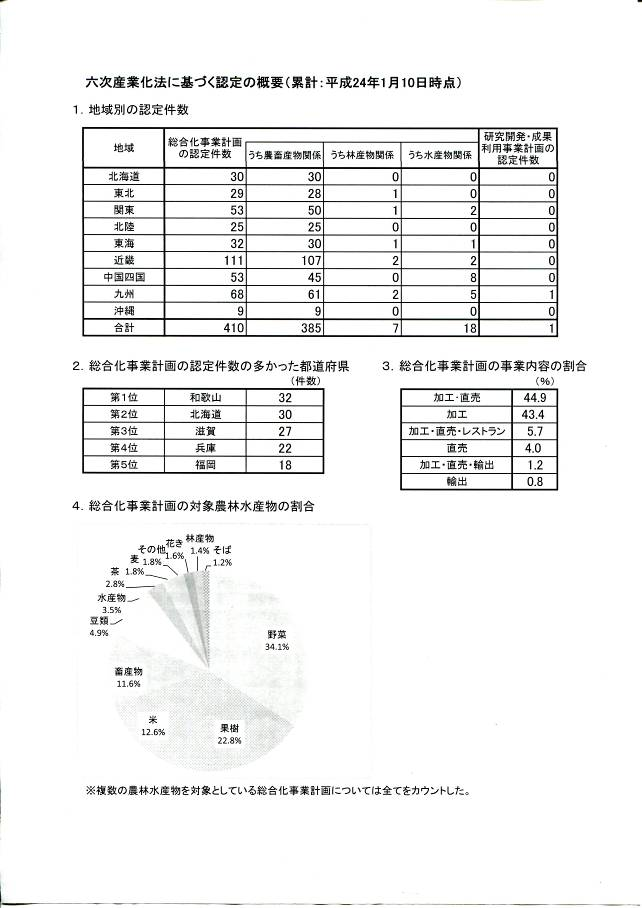 六次産業化法に基づく認定の概要（累計：平成24年1月10日時点）
１．地域別の認定件数
地域 総合化事業計画の認定件数 うち農畜産物関係 うち林産物関係 うち水産物関係 研究開発・成果利用事業計画の認定件数
北海道 30 30 0 0 0
東北 29 28 1 0 0
関東 53 50 1 2 0
北陸 25 25 0 0 0
東海 32 30 1 1 0
近畿 111 107 2 2 0
中国四国 53 45 0 8 0
九州 68 61 2 5 1
沖縄 9 9 0 0 0
合計 410 385 7 18 1
２．総合化事業計画の認定件数の多かった都道府県
（件数）
第1位 和歌山 32
第2位 北海道 30
第3位 滋賀 27
第4位 兵庫 22
第5位 福岡 18
３．総合化事業計画の事業内容の割合
（％）
加工・直売 44.9
加工 43.4
加工・直売・レストラン 5.7
直売 4.0
加工・直売・輸出 1.2
輸出 0.8
４．総合化事業計画の対象農林水産物の割合
野菜
34.1%
果樹
22.8%
米
12.6%
畜産物
11.6%
豆類
4.9%
水産物
3.5%
茶
2.8%
麦
1.8%
その他
1.8%
花き
1.6%
林産物
1.4%
そば
1.2%
※複数の農林水産物を対象としている総合化事業計画については全てをカウントした。